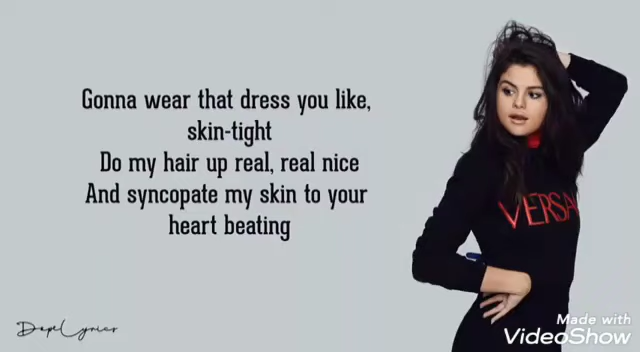 Gonna wear that dress you like,
skin-tight
Do my hair up real, real nice
And syncopate my skin to your
heart beating
VERSA
DopeLyrics
Made with
VideoShow